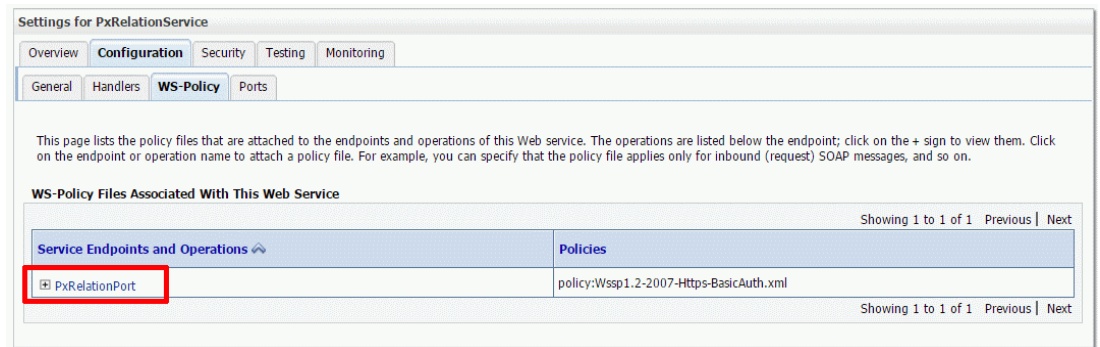 Settings for PxRelationService
Overview Configuration Security Testing Monitoring
General Handlers WS-Policy Ports
This page lists the policy files that are attached to the endpoints and operations of this Web service. The operations are listed below the endpoint; click on the + sign to view them. Click
on the endpoint or operation name to attach a policy file. For example, you can specify that the policy file applies only for inbound (request) SOAP messages, and so on.
WS-Policy Files Associated With This Web Service
Showing 1 to 1 of 1 Previous | Next
Service Endpoints and Operations Policies
PxRelationPort policy:Wssp1.2-2007-Https-BasicAuth.xml
Showing 1 to 1 of 1 Previous | Next